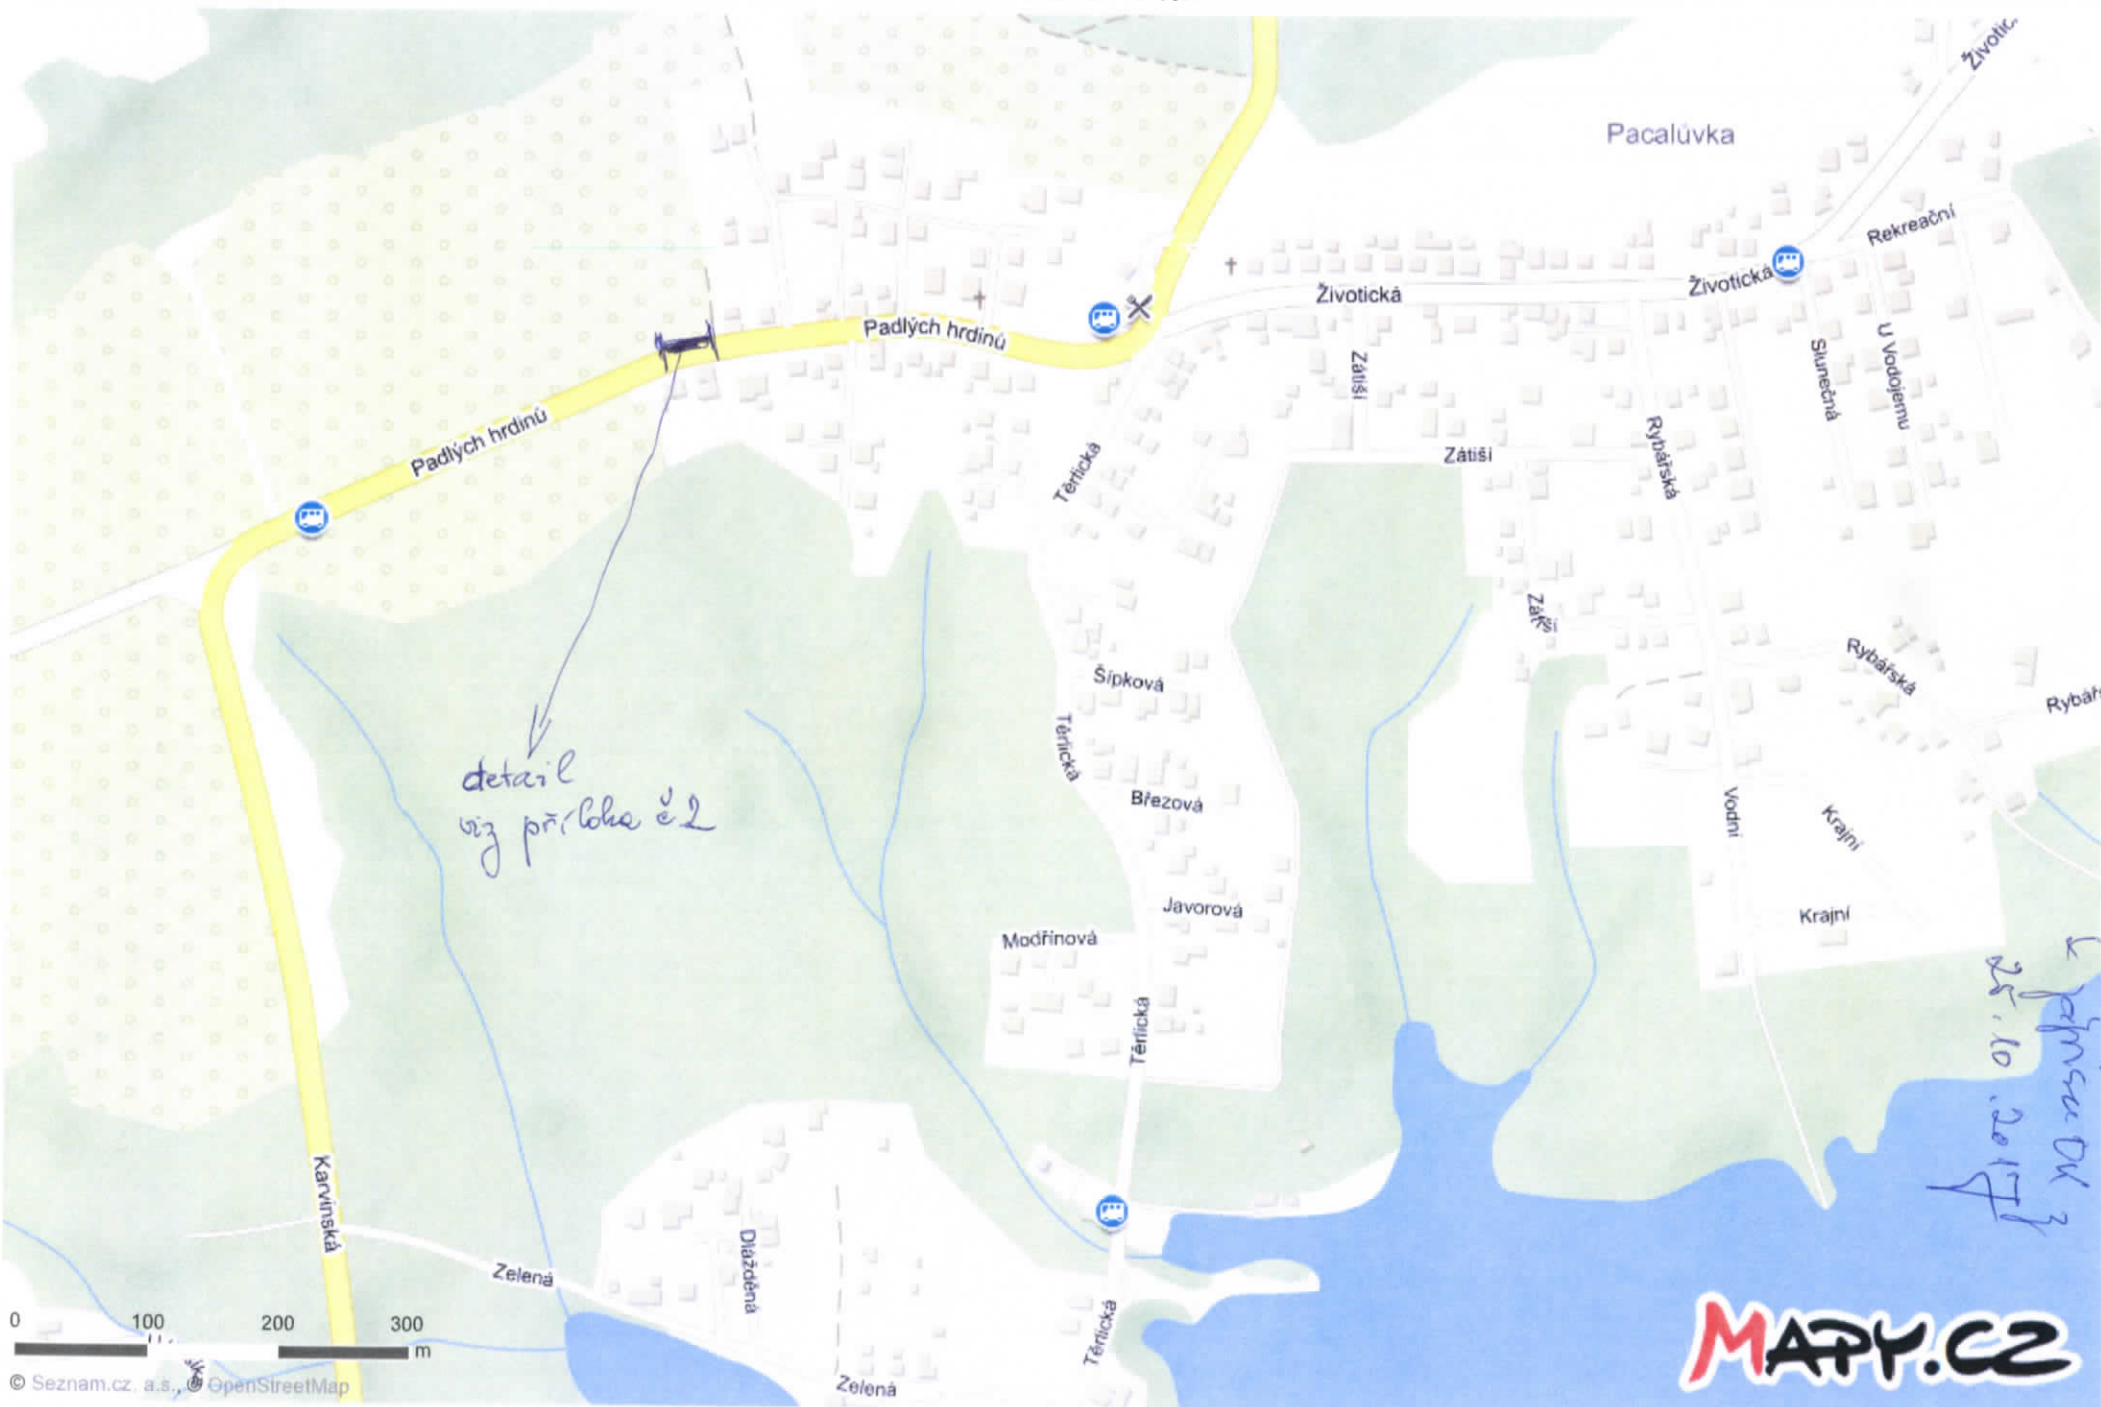 Pacalůvka
Rekreační
Životická
Životická
Padlých hrdinů
U Vodojemu
Slunečná
Zátiší
Padlých hrdinů
Rybářská
Zátiší
Těrlická
Zátiší
Rybářská
Šípková
Těrlická
detail
viz příloha č 2
Březová
Vodní
Krajní
Javorová
Krajní
Modřínová
Těrlická
25.10.2017
Karvinská
Dlážděná
Zelená
Těrlická
Zelená
0 100 200 300 m
MAPY.CZ
© Seznam.cz, a.s., © OpenStreetMap